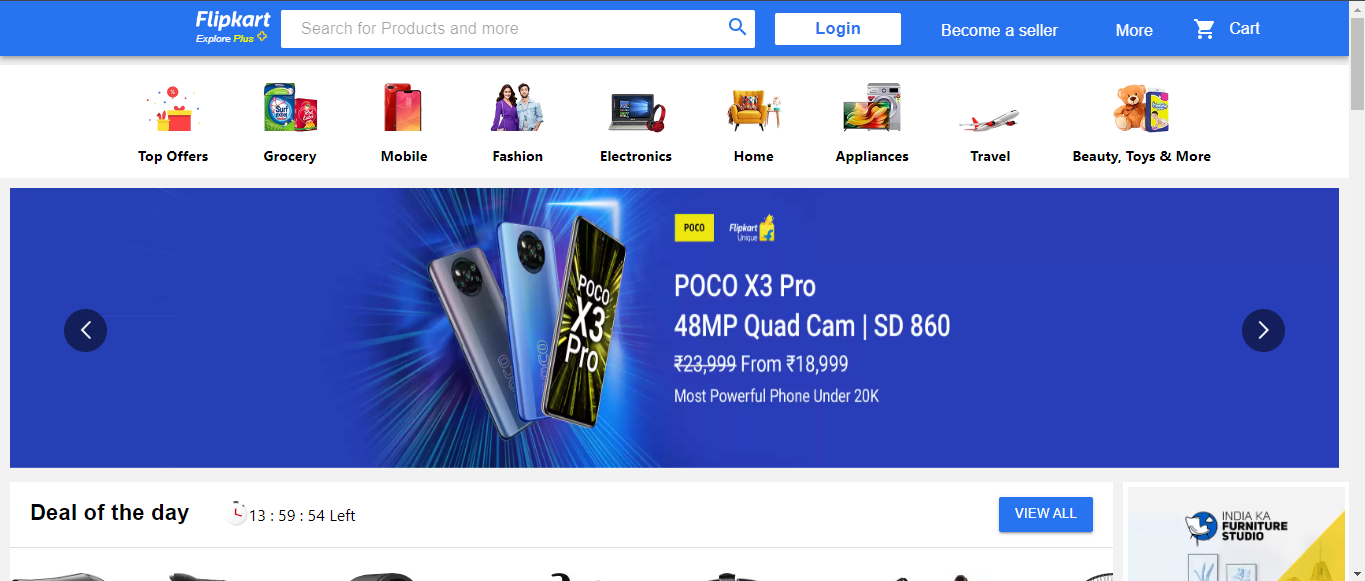 Flipkart
Explore Plus
Search for Products and more
Login
Become a seller
More
Cart
Top Offers
Grocery
Mobile
Fashion
Electronics
Home
Appliances
Travel
Beauty, Toys & More
POCO
Flipkart
Unique
POCO X3 Pro
48MP Quad Cam | SD 860
₹23,999 From ₹18,999
Most Powerful Phone Under 20K
POCO
X3
Pro
POCO
POCO
Surf
Deal of the day
13 : 59 : 54 Left
VIEW ALL
INDIA KA
FURNITURE
STUDIO